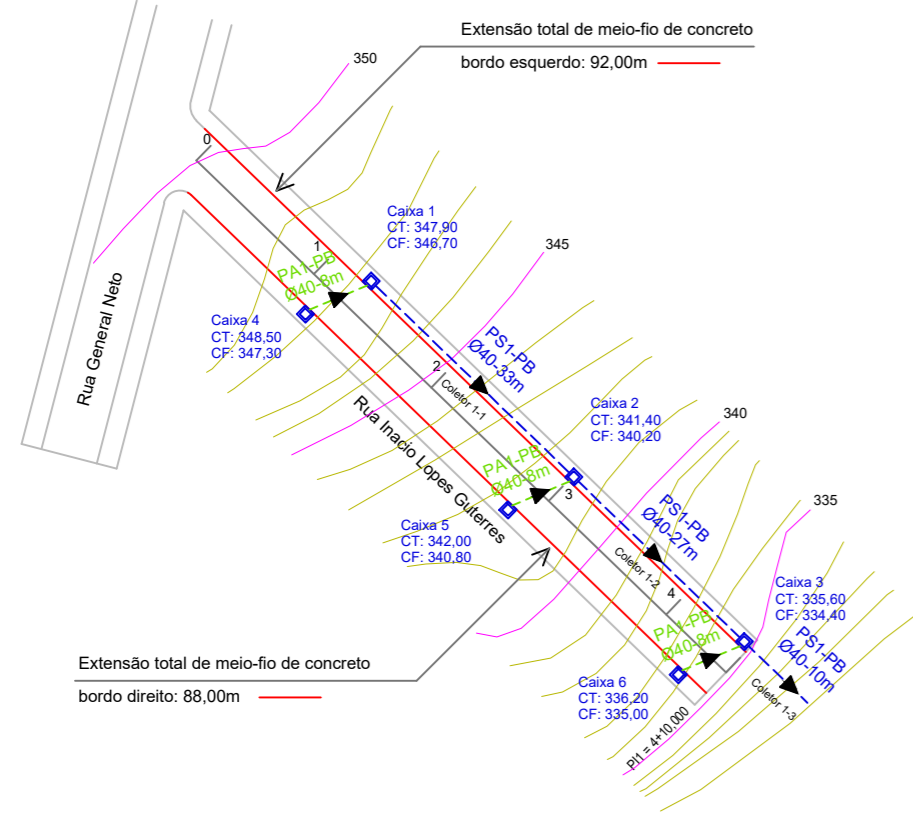 Extensão total de meio-fio de concreto
bordo esquerdo: 92,00m
350
0
Caixa 1
CT: 347,90
CF: 346,70
1
PA1-PB
Ø40-8m
345
Rua General Neto
Caixa 4
CT: 348,50
CF: 347,30
PS1-PB
Ø40-33m
2
Coletor 1-1
Rua Inacio Lopes Guterres
Caixa 2
CT: 341,40
CF: 340,20
340
PA1-PB
Ø40-8m
3
335
PS1-PB
Ø40-27m
Caixa 5
CT: 342,00
CF: 340,80
Coletor 1-2
4
Caixa 3
CT: 335,60
CF: 334,40
PA1-PB
Ø40-8m
PS1-PB
Ø40-10m
Extensão total de meio-fio de concreto
bordo direito: 88,00m
Caixa 6
CT: 336,20
CF: 335,00
Coletor 1-3
PI1 = 4+10,000